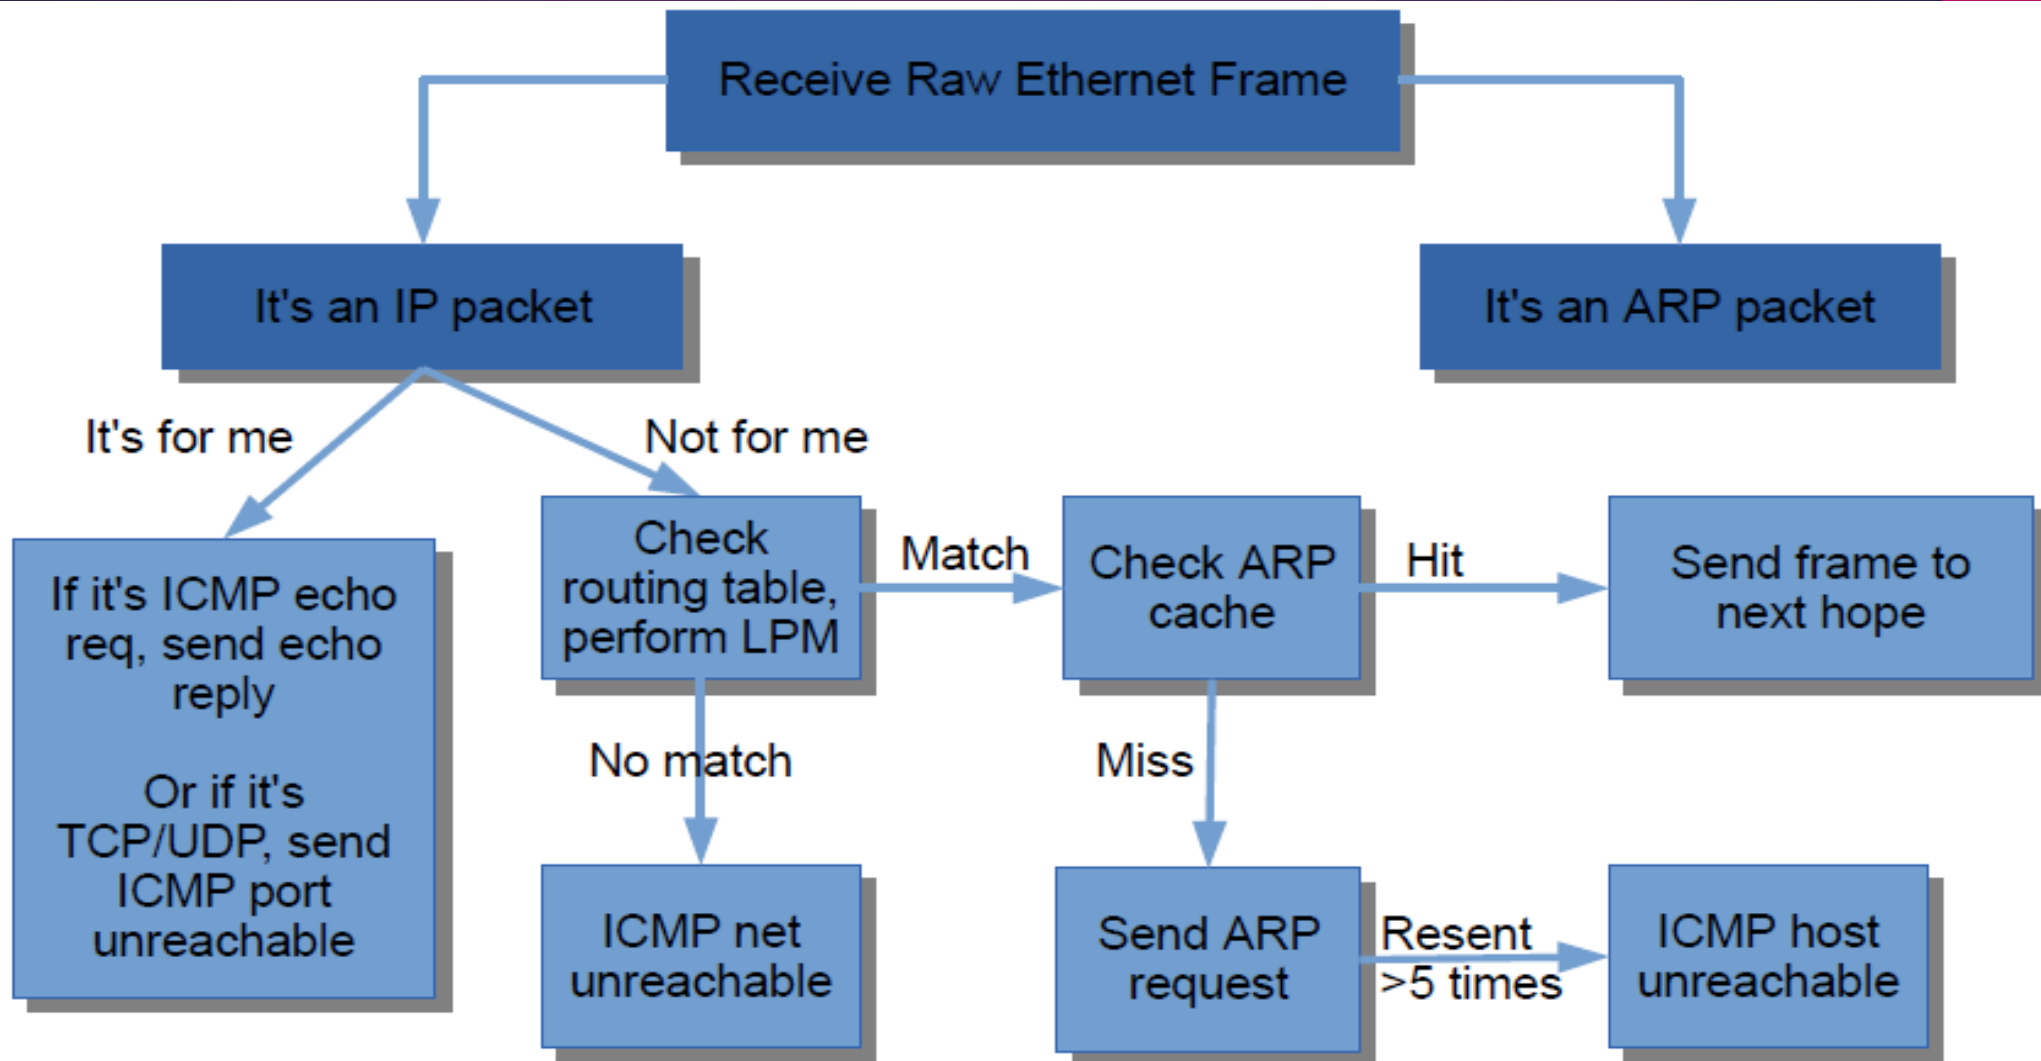 Receive Raw Ethernet Frame
It's an IP packet
It's an ARP packet
It's for me
Not for me
If it's ICMP echo
req, send echo
reply
Or if it's
TCP/UDP, send
ICMP port
unreachable
Check
routing table,
perform LPM
Match
Check ARP
cache
Hit
Send frame to
next hope
No match
Miss
ICMP net
unreachable
Send ARP
request
Resent
>5 times
ICMP host
unreachable